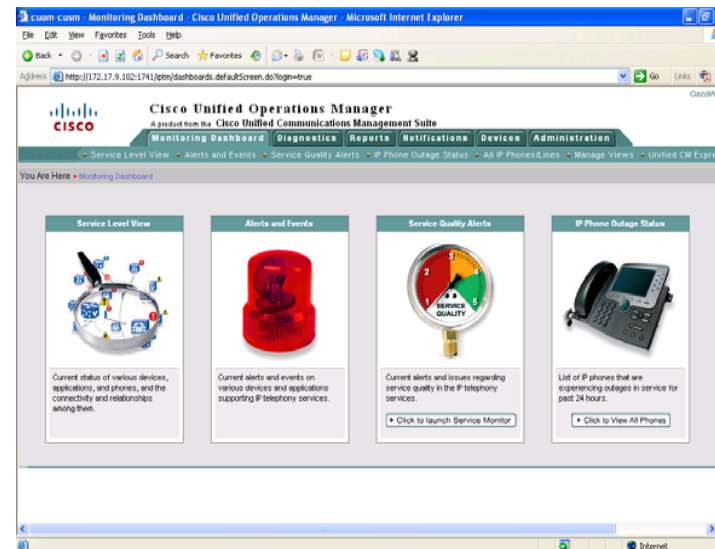 cuom-cusm - Monitoring Dashboard - Cisco Unified Operations Manager - Microsoft Internet Explorer
File Edit View Favorites Tools Help
Back Search Favorites
Address http://172.17.9.102:1741/iptm/dashboards.defaultScreen.do?login=true Go Links
CISCO
Cisco Unified Operations Manager
A product from the Cisco Unified Communications Management Suite
Monitoring Dashboard Diagnostics Reports Notifications Devices Administration
Service Level View Alerts and Events Service Quality Alerts IP Phone Outage Status All IP Phones/Lines Manage Views Unified CM Expre
You Are Here Monitoring Dashboard
Service Level View
Current status of various devices,
applications, and phones, and the
connectivity and relationships
among them.
Alerts and Events
Current alerts and events on
various devices and applications
supporting IP telephony services.
Service Quality Alerts
1 2 3 4 5
SERVICE
QUALITY
Current alerts and issues regarding
service quality in the IP telephony
services.
Click to launch Service Monitor
IP Phone Outage Status
List of IP phones that are
experiencing outages in service for
past 24 hours.
Click to View All Phones
Internet